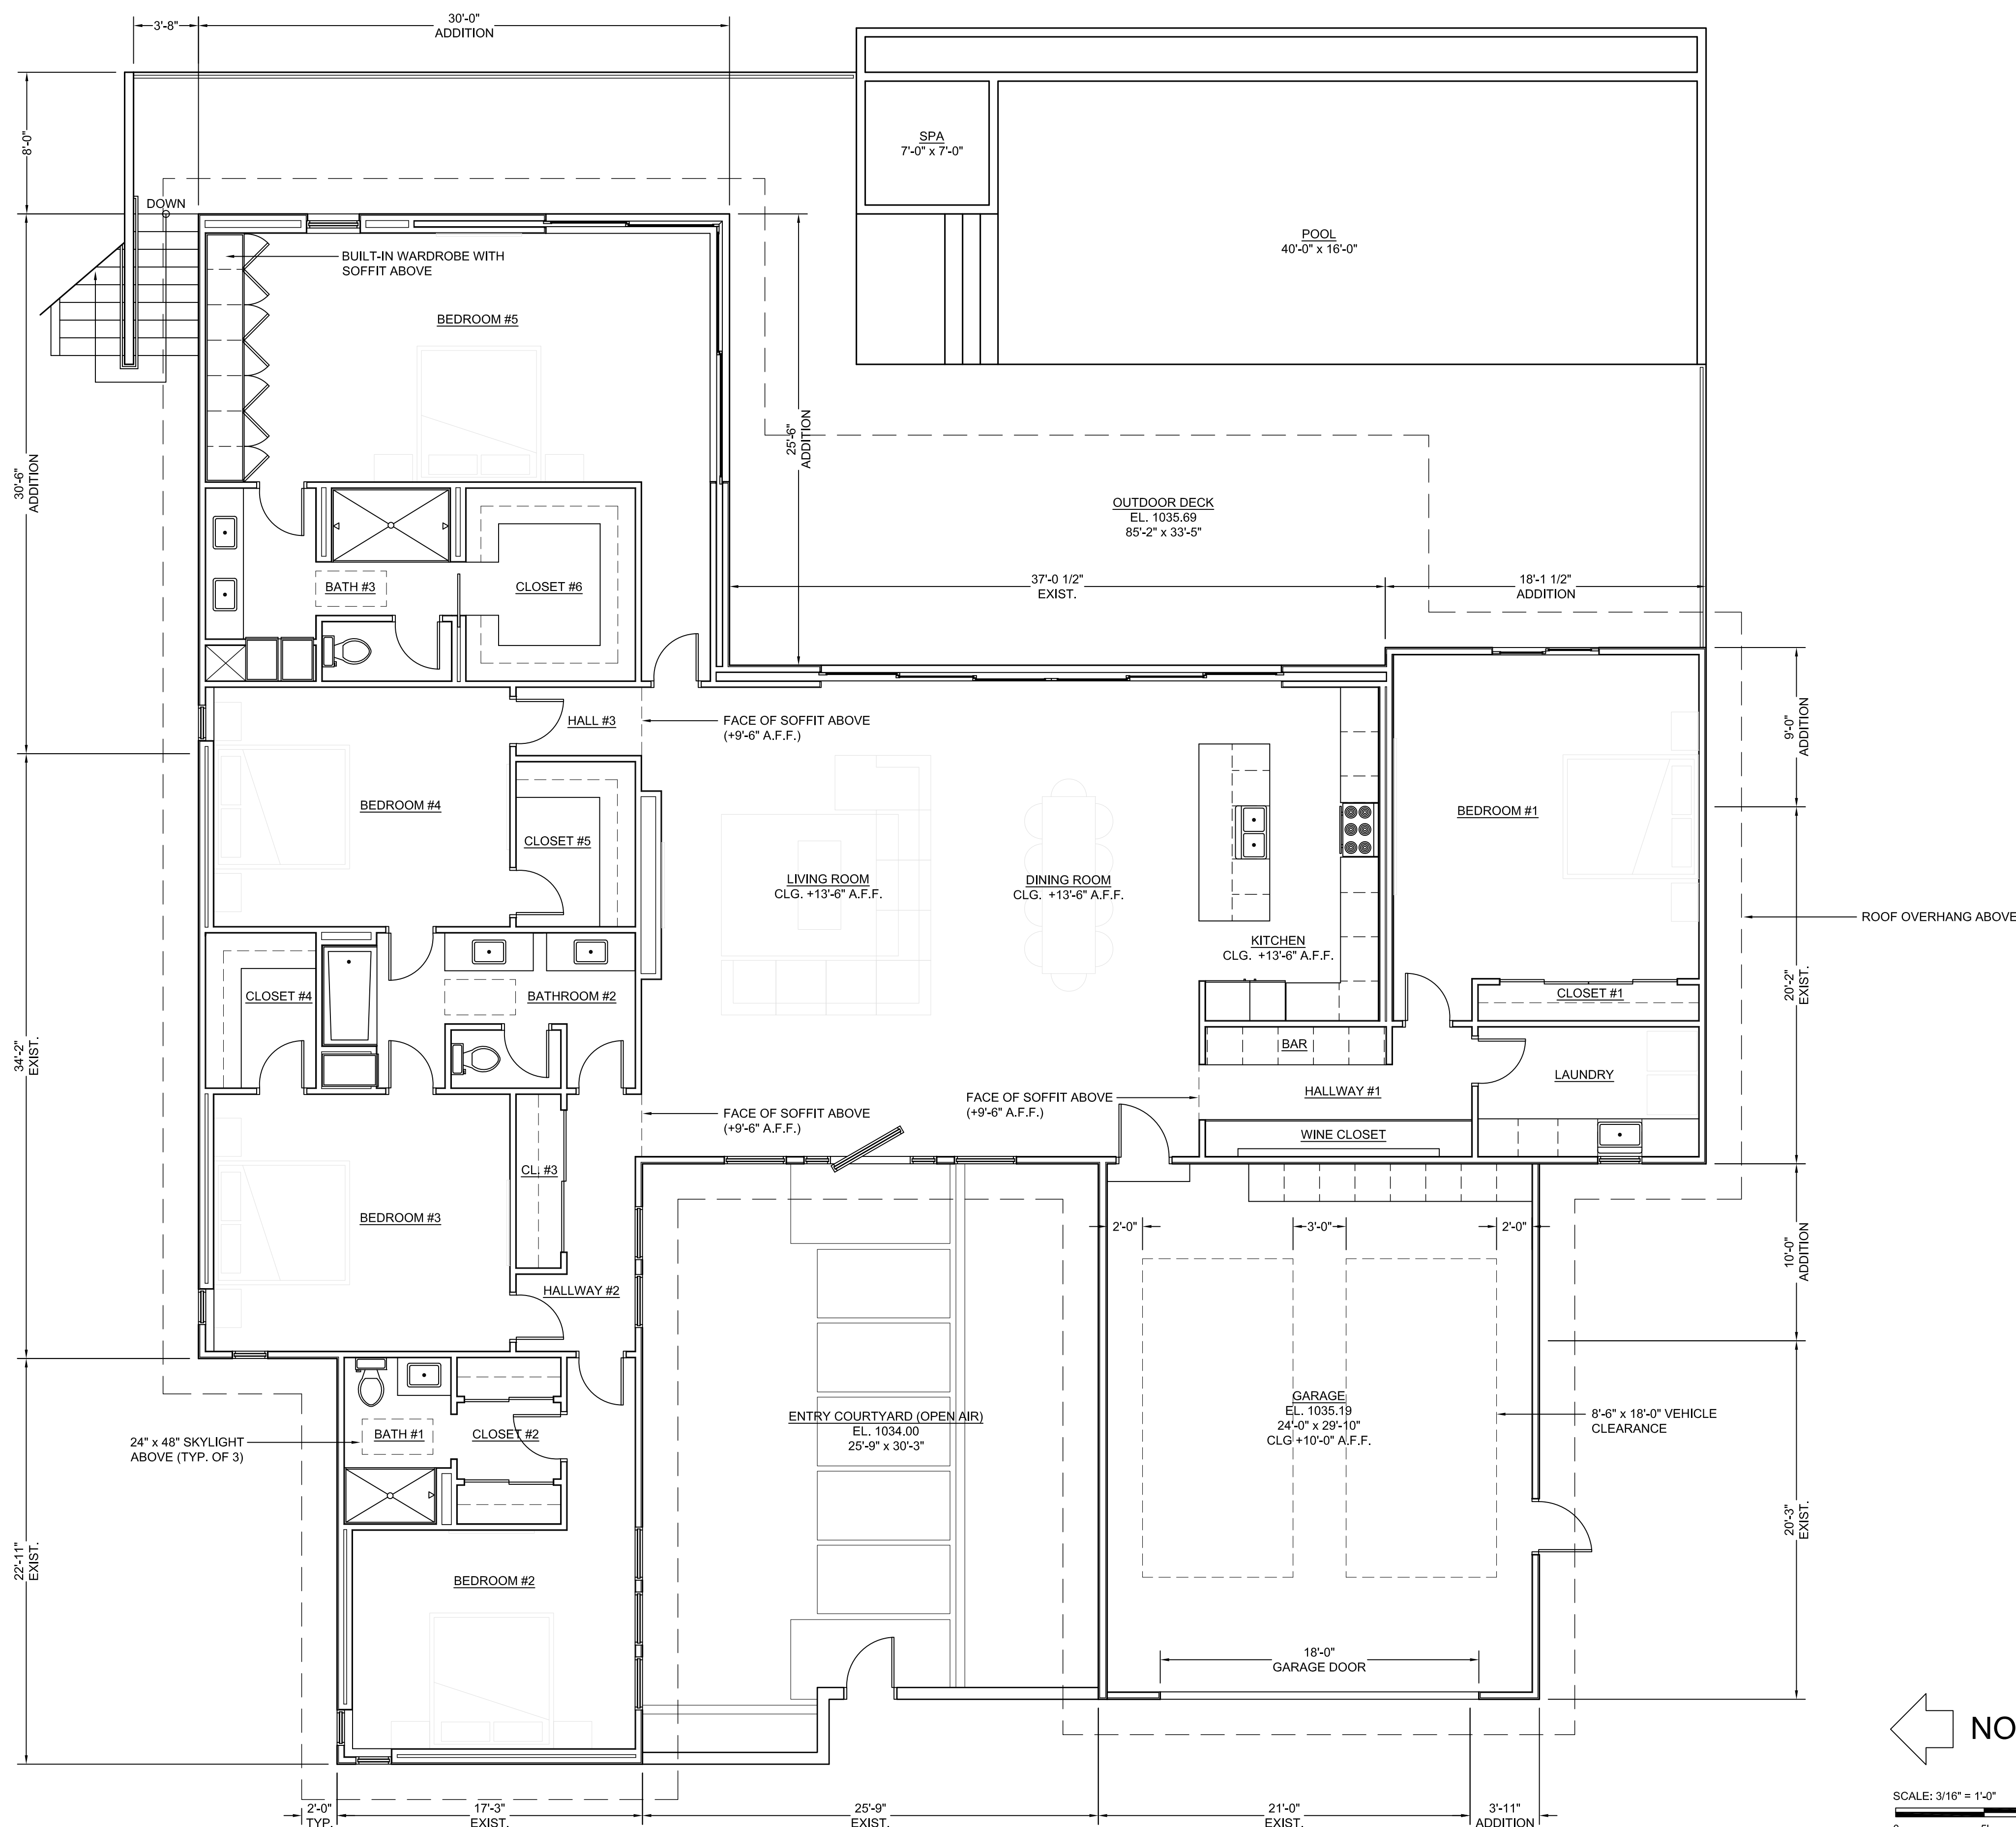 3'-8"
30'-0"
ADDITION
8'-0"
SPA
7'-0" x 7'-0"
DOWN
POOL
40'-0" x 16'-0"
BUILT-IN WARDROBE WITH
SOFFIT ABOVE
BEDROOM #5
25'-6"
ADDITION
30'-6"
ADDITION
OUTDOOR DECK
EL. 1035.69
85'-2" x 33'-5"
BATH #3
CLOSET #6
37'-0 1/2"
EXIST.
18'-1 1/2"
ADDITION
HALL #3
FACE OF SOFFIT ABOVE
(+9'-6" A.F.F.)
9'-0"
ADDITION
BEDROOM #4
BEDROOM #1
CLOSET #5
LIVING ROOM
CLG. +13'-6" A.F.F.
DINING ROOM
CLG. +13'-6" A.F.F.
ROOF OVERHANG ABOVE
KITCHEN
CLG. +13'-6" A.F.F.
20'-2"
EXIST.
CLOSET #4
BATHROOM #2
CLOSET #1
34'-2"
EXIST.
BAR
LAUNDRY
HALLWAY #1
FACE OF SOFFIT ABOVE
(+9'-6" A.F.F.)
FACE OF SOFFIT ABOVE
(+9'-6" A.F.F.)
WINE CLOSET
CL. #3
BEDROOM #3
2'-0"
3'-0"
2'-0"
10'-0"
ADDITION
HALLWAY #2
GARAGE
EL. 1035.19
24'-0" x 29'-10"
CLG +10'-0" A.F.F.
8'-6" x 18'-0" VEHICLE
CLEARANCE
ENTRY COURTYARD (OPEN AIR)
EL. 1034.00
25'-9" x 30'-3"
BATH #1
CLOSET #2
24" x 48" SKYLIGHT
ABOVE (TYP. OF 3)
20'-3"
EXIST.
22'-11"
EXIST.
BEDROOM #2
18'-0"
GARAGE DOOR
NO
SCALE: 3/16" = 1'-0"
2'-0"
TYP.
17'-3"
EXIST.
25'-9"
EXIST.
21'-0"
EXIST.
3'-11"
ADDITION